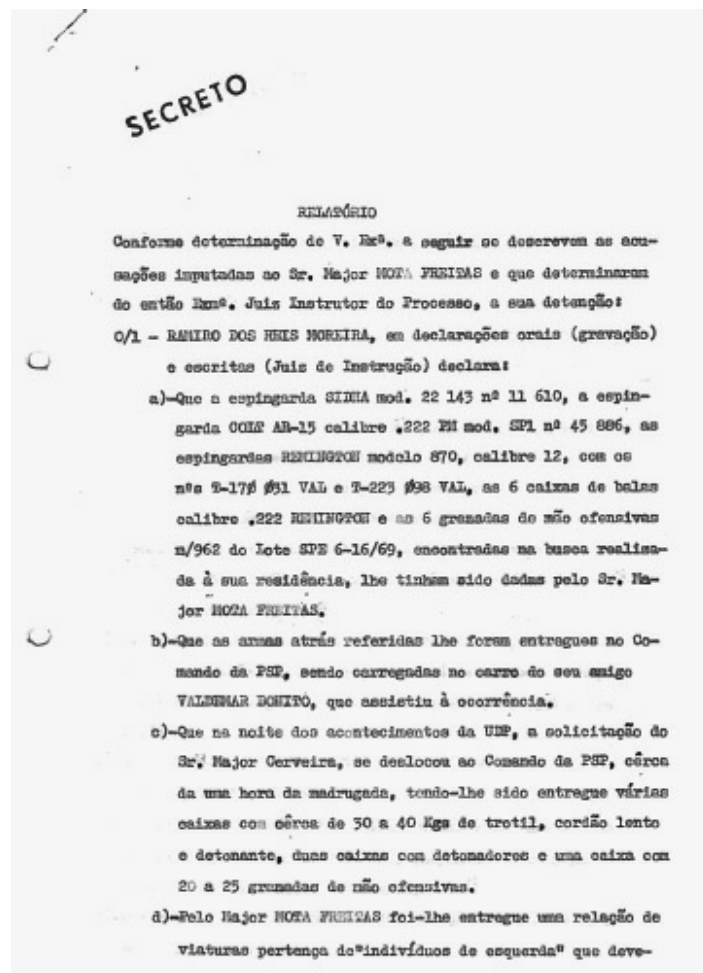 SECRETO
RELATÓRIO
Conforme determinação de V. Exª. a seguir se descrevem as acu-
sações imputadas ao Sr. Major MOTA FREITAS e que determinaram
do então Exmº. Juiz Instrutor do Processo, a sua detenção:
0/1 - RAMIRO DOS REIS MOREIRA, em declarações orais (gravação)
e escritas (Juis de Instrução) declara:
a)-Que a espingarda mod. 22 143 nº 11 610, a espin-
garda COLT AR-15 calibre .222 mod. SP1 nº 45 886, as
espingardas REMINGTON modelo 870, calibre 12, com os
nºs T-17Ø Ø31 VAL e T-223 Ø98 VAL, as 6 caixas de balas
calibre .222 REMINGTON e as 6 granadas de mão ofensivas
m/962 do Lote SPE 6-16/69, encontradas na busca realisa-
da à sua residência, lhe tinham sido dadas pelo Sr. Ma-
jor MOTA FREITAS.
b)-Que as armas atrás referidas lhe foram entregues no Co-
mando da PSP, sendo carregadas no carro do seu amigo
VALDEMAR BONITO, que assistiu à ocorrência.
c)-Que na noite dos acontecimentos da UDP, a solicitação do
Sr. Major Cerveira, se deslocou ao Comando da PSP, cêrca
da uma hora da madrugada, tendo-lhe sido entregue várias
caixas com cêrca de 30 a 40 Kgs de trotil, cordão lento
e detonante, duas caixas com detonadores e uma caixa com
20 a 25 granadas de mão ofensivas.
d)-Pelo Major MOTA FREITAS foi-lhe entregue uma relação de
viaturas pertença de"indivíduos de esquerda" que deve-